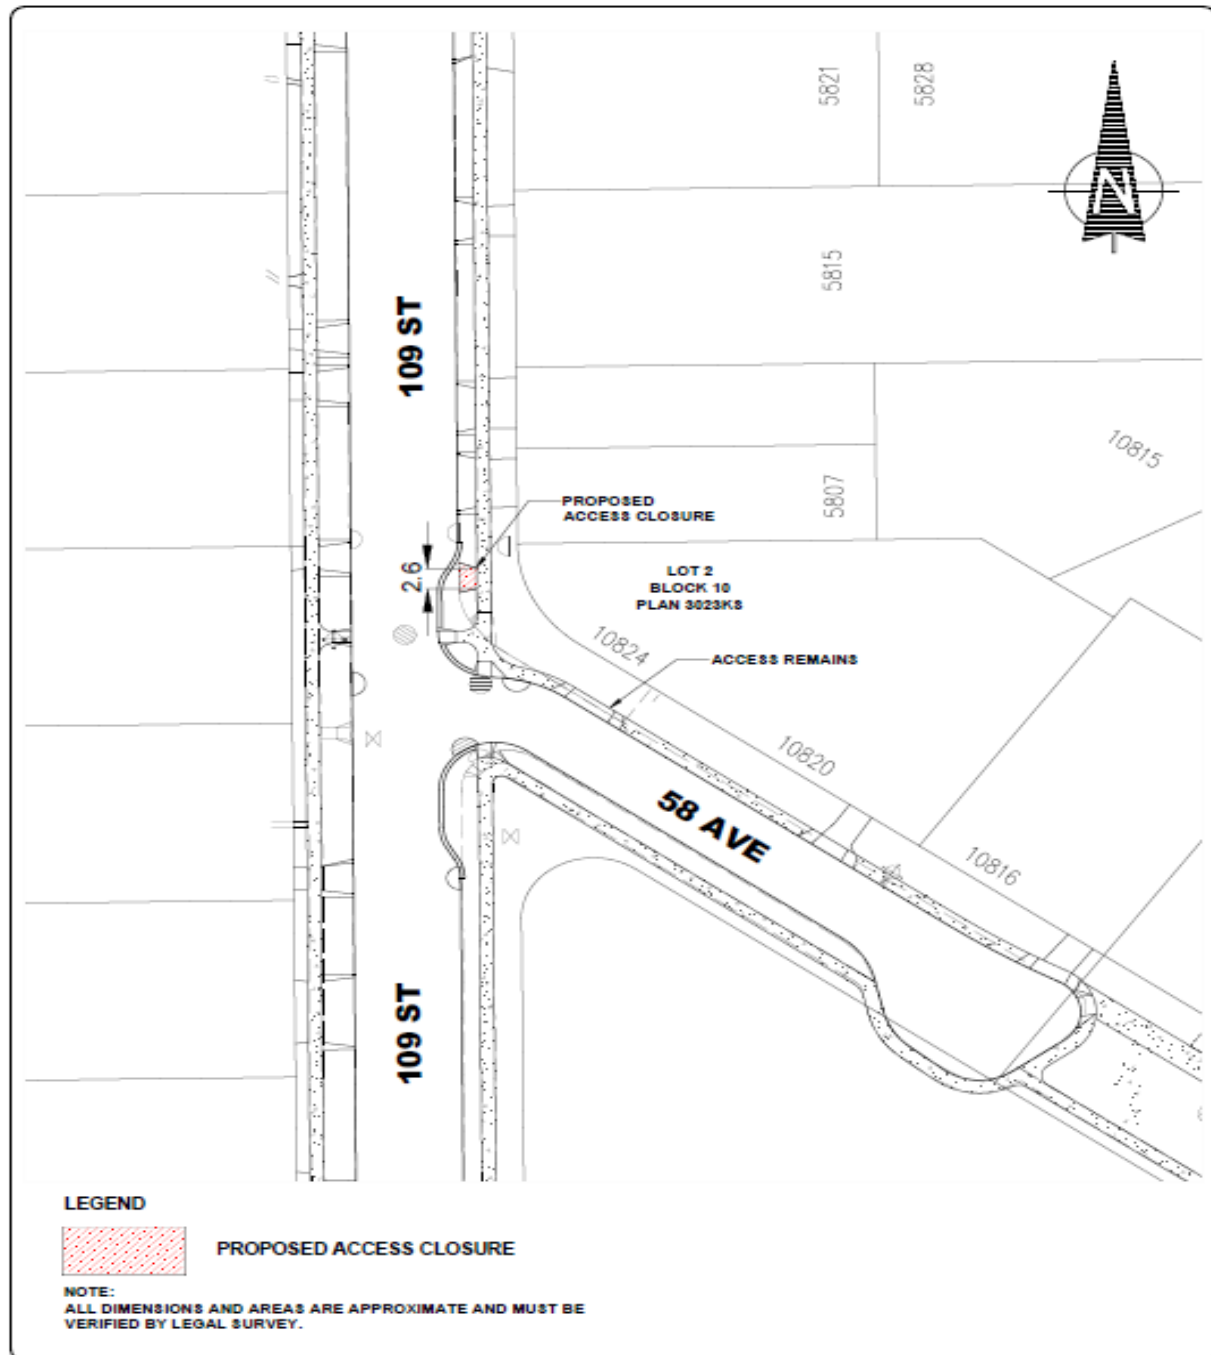 5821
5828
N
5815
109 ST
10815
5807
PROPOSED
ACCESS CLOSURE
2.6
LOT 2
BLOCK 10
PLAN 3023KS
10824
ACCESS REMAINS
10820
58 AVE
10816
109 ST
LEGEND
PROPOSED ACCESS CLOSURE
NOTE:
ALL DIMENSIONS AND AREAS ARE APPROXIMATE AND MUST BE
VERIFIED BY LEGAL SURVEY.